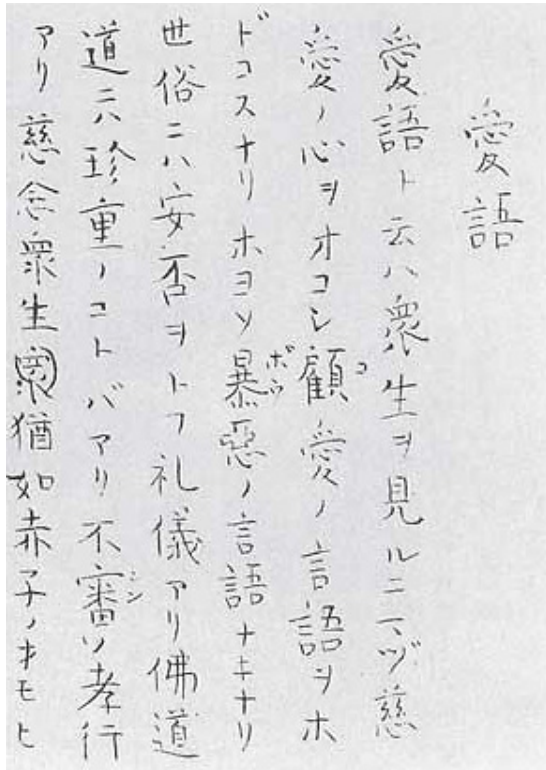 愛語
愛語ト云ハ衆生ヲ見ルニマヅ慈
愛ノ心ヲオコシ顧愛ノ言語ヲホ
ドコスナリホヨソ暴悪ノ言語ナキナリ
世俗ニハ安否ヲトフ礼儀アリ佛道
道ニハ珍重ノコトバアリ不審ノ孝行
アリ慈念衆生猶如赤子ノオモヒ